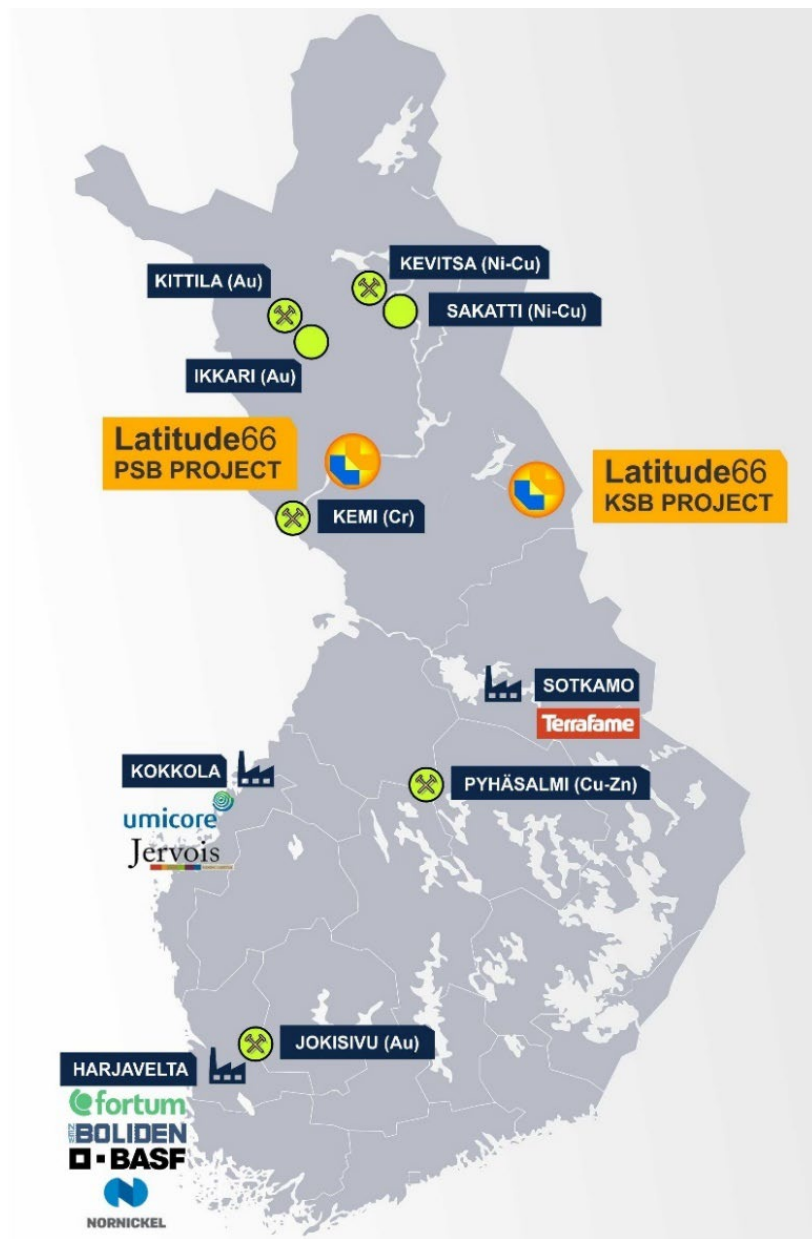 KEVITSA (Ni-Cu)
KITTILA (Au)
SAKATTI (Ni-Cu)
IKKARI (Au)
Latitude66
PSB PROJECT
Latitude66
KSB PROJECT
KEMI (Cr)
SOTKAMO
Terrafame
KOKKOLA
PYHÄSALMI (Cu-Zn)
umicore
Jervois
JOKISIVU (Au)
HARJAVELTA
fortum
BOLIDEN
BASF
NORNICKEL